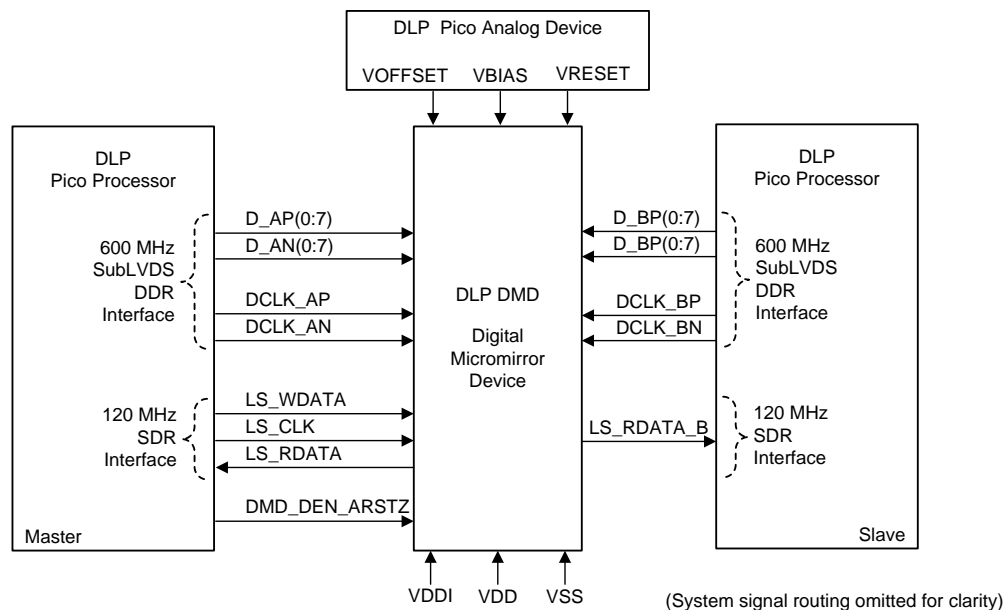 DLP Pico Analog Device
VOFFSET VBIAS VRESET
DLP
Pico Processor
600 MHz
SubLVDS
DDR
Interface
120 MHz
SDR
Interface
Master
D_AP(0:7)
D_AN(0:7)
DCLK_AP
DCLK_AN
LS_WDATA
LS_CLK
LS_RDATA
DMD_DEN_ARSTZ
DLP DMD
Digital
Micromirror
Device
D_BP(0:7)
D_BP(0:7)
DCLK_BP
DCLK_BN
LS_RDATA_B
DLP
Pico Processor
600 MHz
SubLVDS
DDR
Interface
120 MHz
SDR
Interface
Slave
VDDI VDD VSS
(System signal routing omitted for clarity)